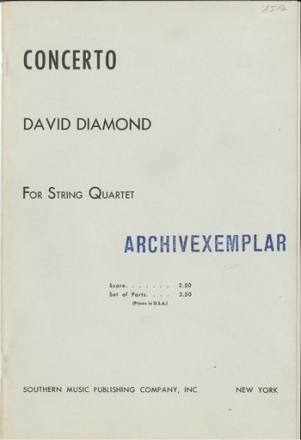 CONCERTO
DAVID DIAMOND
FOR STRING QUARTET
ARCHIVEXEMPLAR
Score. . . . . . . 2.50
Set of Parts. . . . 3.50
(Prices in U.S.A.)
SOUTHERN MUSIC PUBLISHING COMPANY, INC. NEW YORK